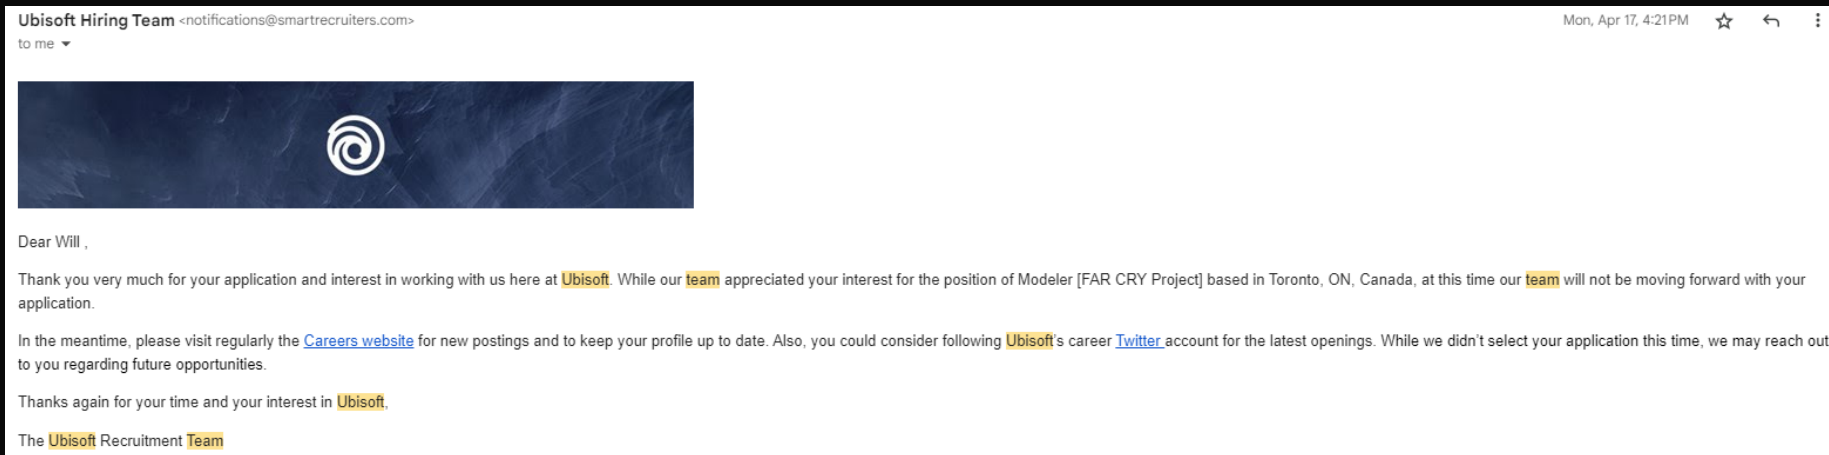 Ubisoft Hiring Team <notifications@smartrecruiters.com>
Mon, Apr 17, 4:21 PM
to me
Dear Will ,
Thank you very much for your application and interest in working with us here at Ubisoft. While our team appreciated your interest for the position of Modeler [FAR CRY Project] based in Toronto, ON, Canada, at this time our team will not be moving forward with your
application.
In the meantime, please visit regularly the Careers website for new postings and to keep your profile up to date. Also, you could consider following Ubisoft's career Twitter account for the latest openings. While we didn't select your application this time, we may reach out
to you regarding future opportunities.
Thanks again for your time and your interest in Ubisoft,
The Ubisoft Recruitment Team